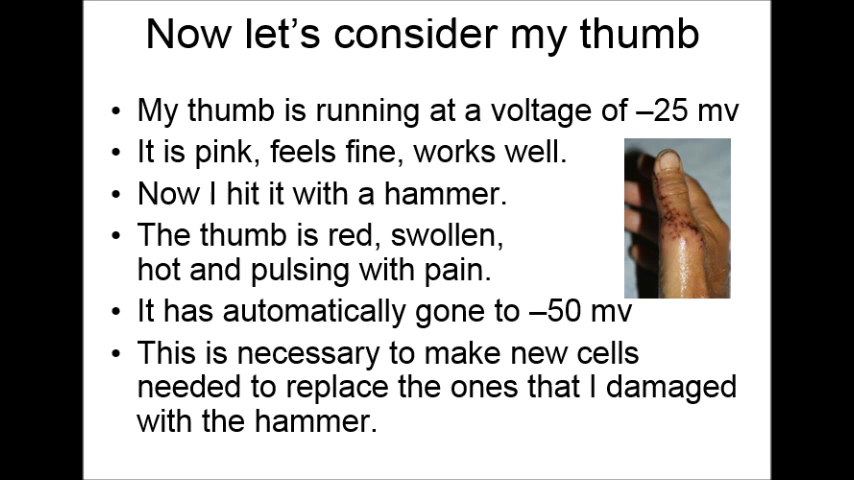 Now let's consider my thumb
• My thumb is running at a voltage of –25 mv
• It is pink, feels fine, works well.
• Now I hit it with a hammer.
• The thumb is red, swollen,
hot and pulsing with pain.
• It has automatically gone to –50 mv
• This is necessary to make new cells
needed to replace the ones that I damaged
with the hammer.